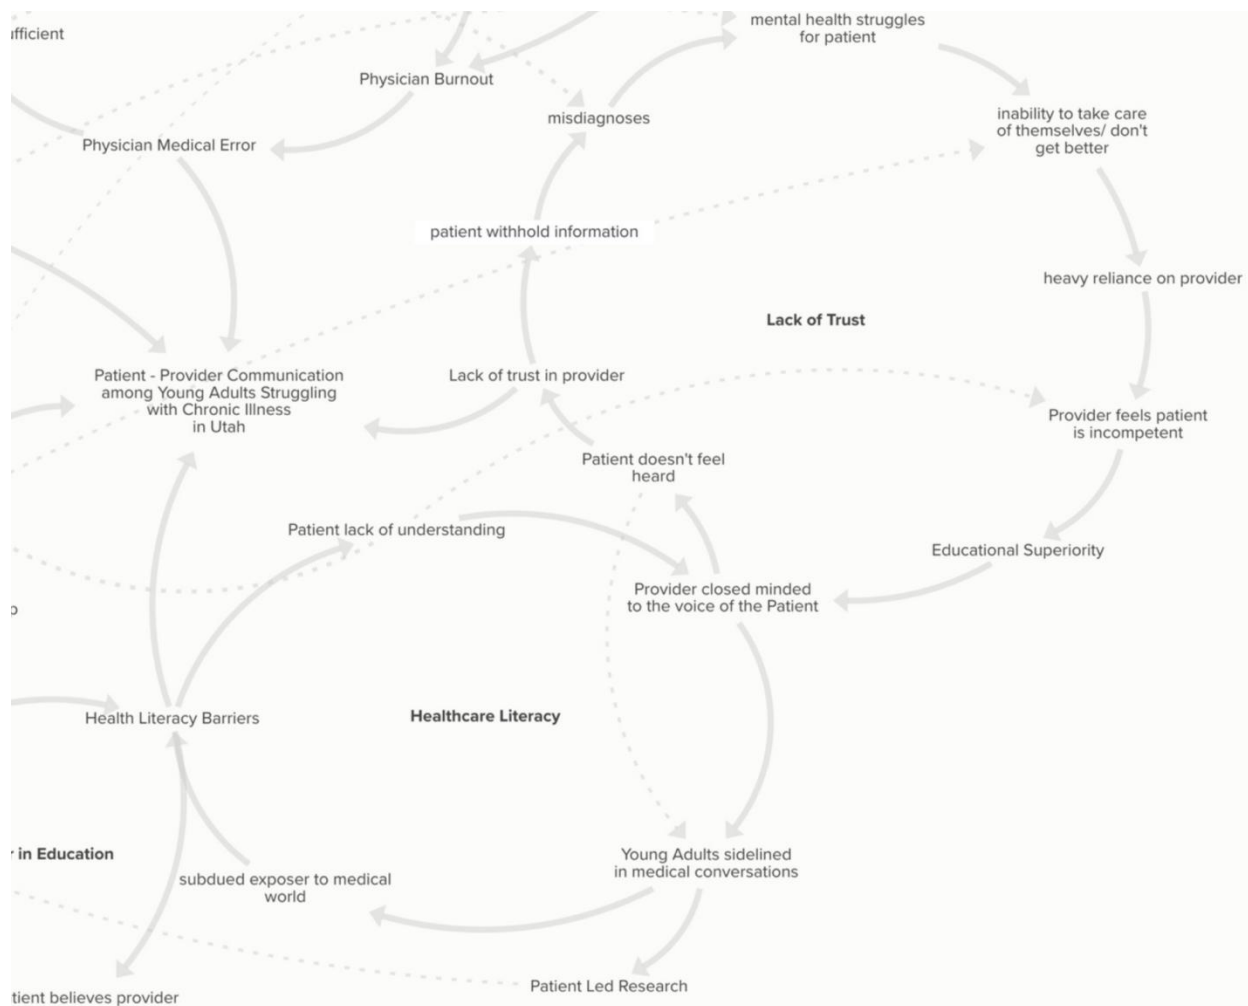 mental health struggles
for patient
Physician Burnout
misdiagnoses
inability to take care
of themselves/ don't
get better
Physician Medical Error
patient withhold information
heavy reliance on provider
Lack of Trust
Patient - Provider Communication
among Young Adults Struggling
with Chronic Illness
in Utah
Lack of trust in provider
Provider feels patient
is incompetent
Patient doesn't feel
heard
Patient lack of understanding
Educational Superiority
Provider closed minded
to the voice of the Patient
Health Literacy Barriers
Healthcare Literacy
in Education
Young Adults sidelined
in medical conversations
subdued exposer to medical
world
Patient Led Research
believes provider